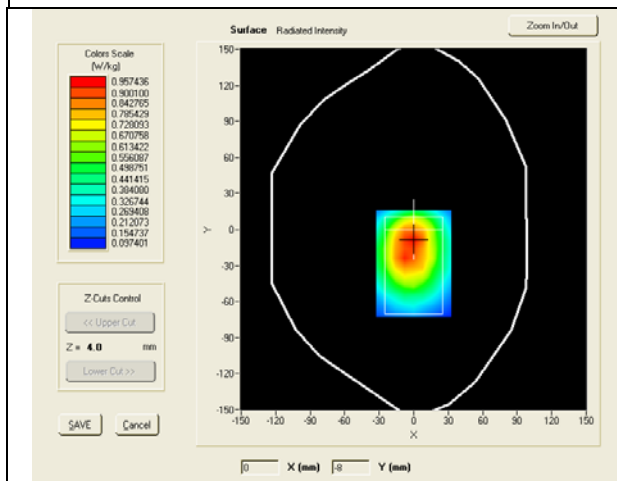 Surface Radiated Intensity
Zoom In/Out
Colors Scale
(W/kg)
0.957436
0.900100
0.842765
0.785429
0.728093
0.670758
0.613422
0.556087
0.498751
0.441415
0.384080
0.326744
0.269408
0.212073
0.154737
0.097401
Z-Cuts Control
<< Upper Cut
Z = 4.0 mm
Lower Cut >>
SAVE Cancel
150-
120-
90-
60-
30-
0-
-30-
-60-
-90-
-120-
-150-
Y
-150 -120 -90 -60 -30 0 30 60 90 120 150
X
0 X (mm) -8 Y (mm)